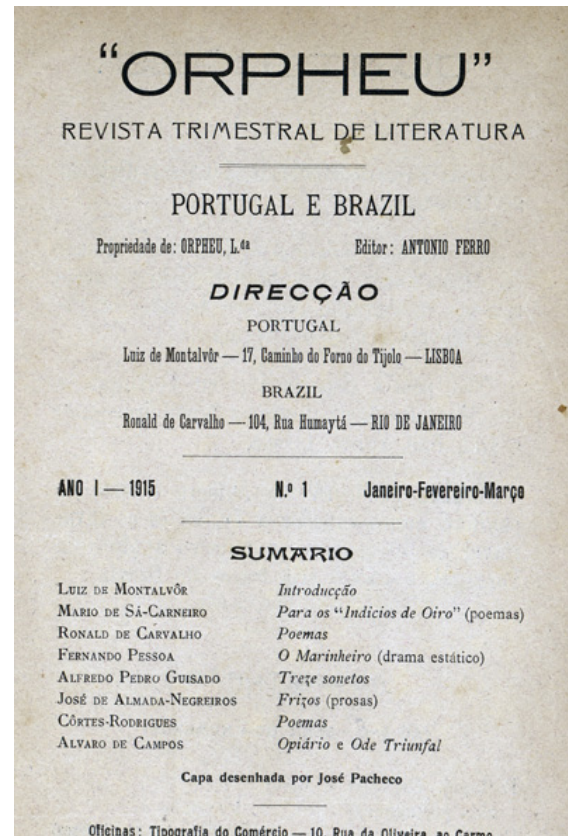 “ORPHEU”
REVISTA TRIMESTRAL DE LITERATURA
PORTUGAL E BRAZIL
Propriedade de: ORPHEU, L.da Editor: ANTONIO FERRO
DIRECÇÃO
PORTUGAL
Luiz de Montalvôr — 17, Caminho do Forno do Tijolo — LISBOA
BRAZIL
Ronald de Carvalho — 104, Rua Humaytá — RIO DE JANEIRO
ANO I — 1915 N.º 1 Janeiro-Fevereiro-Março
SUMARIO
LUIZ DE MONTALVÔR Introducção
MARIO DE SÁ-CARNEIRO Para os “Indicios de Oiro” (poemas)
RONALD DE CARVALHO Poemas
FERNANDO PESSOA O Marinheiro (drama estático)
ALFREDO PEDRO GUISADO Treze sonetos
JOSÉ DE ALMADA-NEGREIROS Frizos (prosas)
CÔRTES-RODRIGUES Poemas
ALVARO DE CAMPOS Opiário e Ode Triunfal
Capa desenhada por José Pacheco
Oficinas: Tipografia do Comércio — 10, Rua da Oliveira, ao Carmo